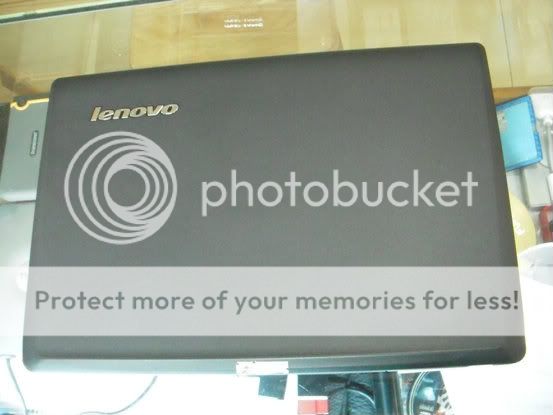 lenovo
photobucket
Protect more of your memories for less!